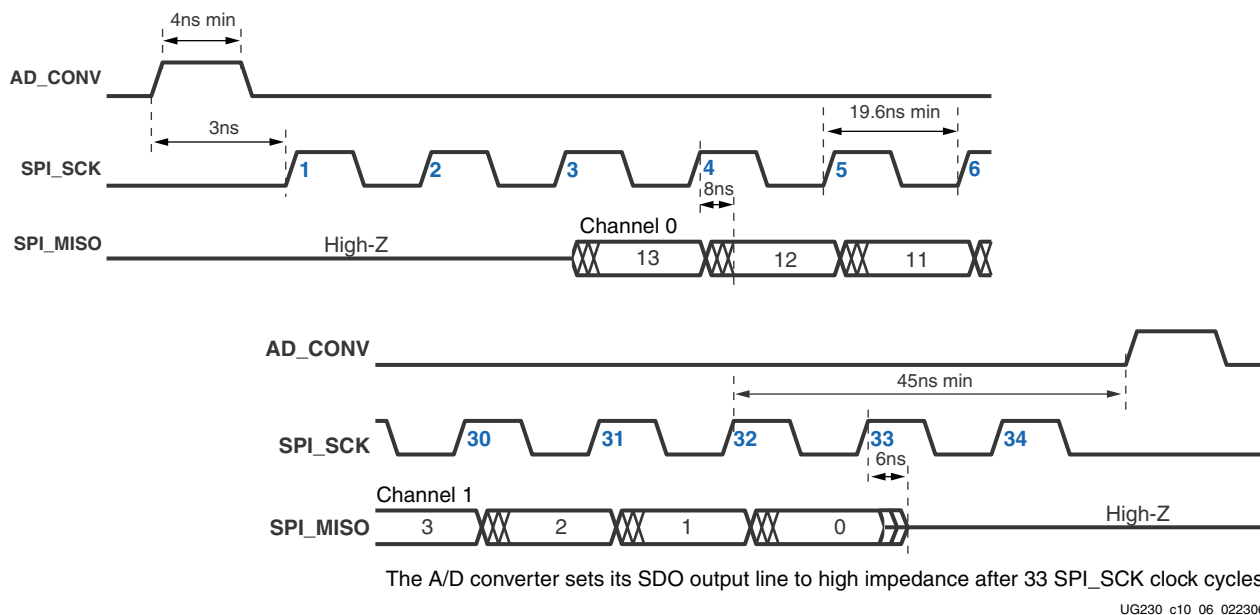 4ns min
AD_CONV
3ns
19.6ns min
SPI_SCK
1 2 3 4 5 6
8ns
Channel 0
SPI_MISO
High-Z
13 12 11
AD_CONV
45ns min
SPI_SCK
30 31 32 33 34
6ns
Channel 1
SPI_MISO
3 2 1 0
High-Z
The A/D converter sets its SDO output line to high impedance after 33 SPI_SCK clock cycles